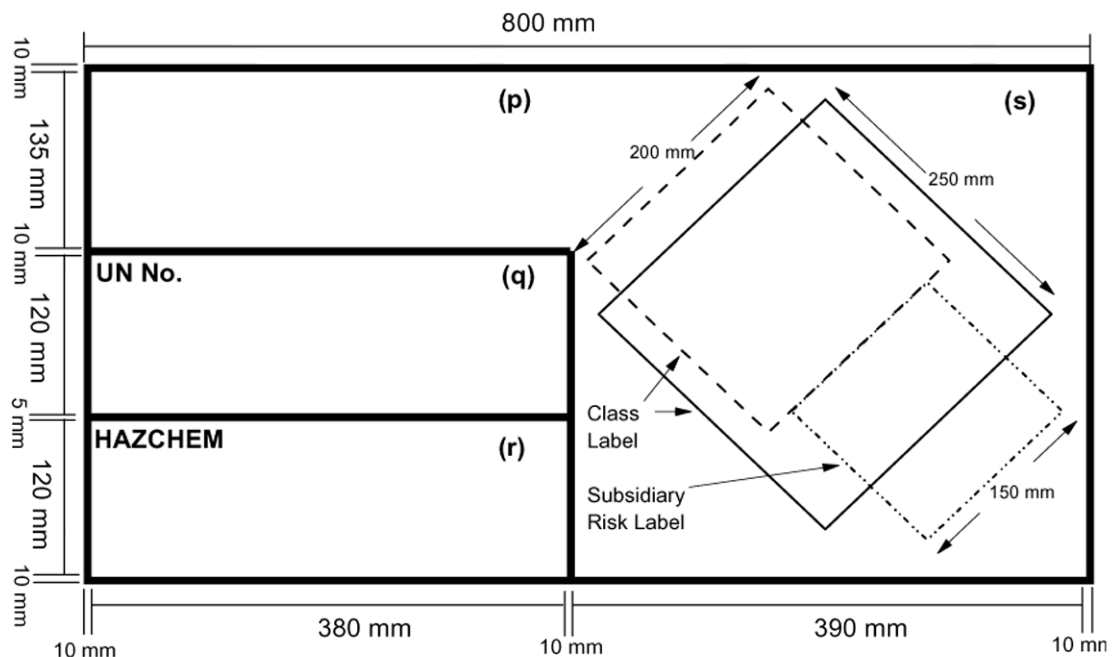 800 mm
10 mm
(p)
(s)
135 mm
200 mm
250 mm
10 mm
UN No.
(q)
120 mm
5 mm
HAZCHEM
(r)
Class
Label
120 mm
Subsidiary
Risk Label
150 mm
10 mm
380 mm
390 mm
10 mm
10 mm
10 mm